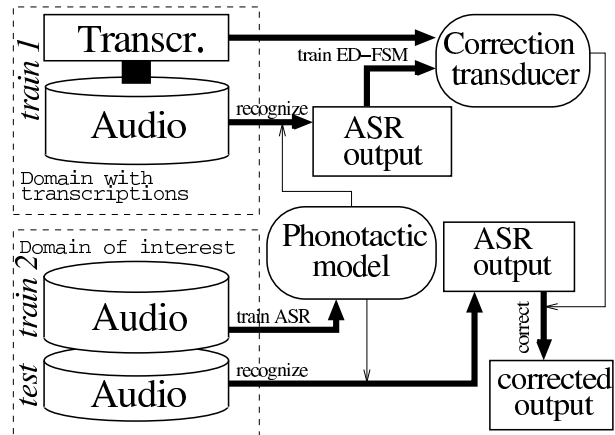 train 1
Transcr.
Audio
Domain with
transcriptions
recognize
train ED-FSM
ASR
output
Correction
transducer
Domain of interest
train 2
Audio
train ASR
Phonotactic
model
test
Audio
recognize
ASR
output
correct
corrected
output